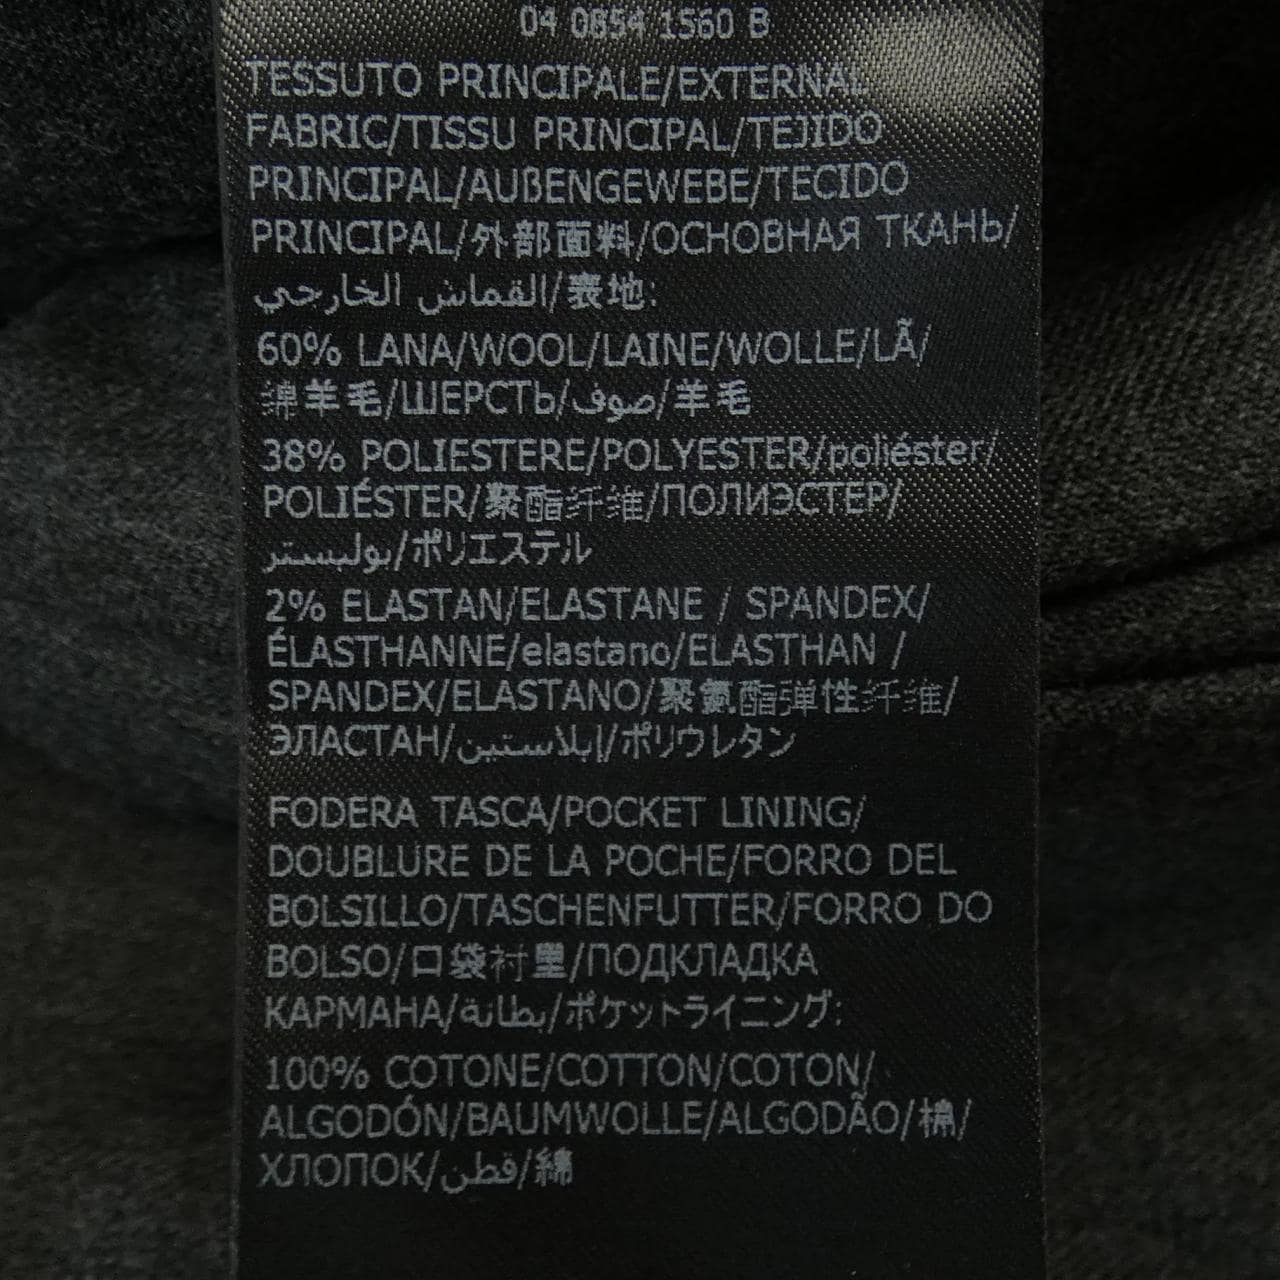 04 0854 1560 B
TESSUTO PRINCIPALE/EXTERNAL
FABRIC/TISSU PRINCIPAL/TEJIDO
PRINCIPAL/AUßENGEWEBE/TECIDO
PRINCIPAL/外部面料/ОСНОВНАЯ ТКАНЬ/
القماش الخارجي/表地:
60% LANA/WOOL/LAINE/WOLLE/LÃ/
绵羊毛/ШЕРСТЬ/صوف/羊毛
38% POLIESTERE/POLYESTER/poliéster/
POLIÉSTER/聚酯纤维/ПОЛИЭСТЕР/
بوليستر/ポリエステル
2% ELASTAN/ELASTANE / SPANDEX/
ÉLASTHANNE/elastano/ELASTHAN /
SPANDEX/ELASTANO/聚氨酯弹性纤维/
ЭЛАСТАН/إيلاستين/ポリウレタン
FODERA TASCA/POCKET LINING/
DOUBLURE DE LA POCHE/FORRO DEL
BOLSILLO/TASCHENFUTTER/FORRO DO
BOLSO/口袋衬里/ПОДКЛАДКА
КАРМАНА/بطانة/ポケットライニング:
100% COTONE/COTTON/COTON/
ALGODÓN/BAUMWOLLE/ALGODÃO/棉/
ХЛОПОК/قطن/綿